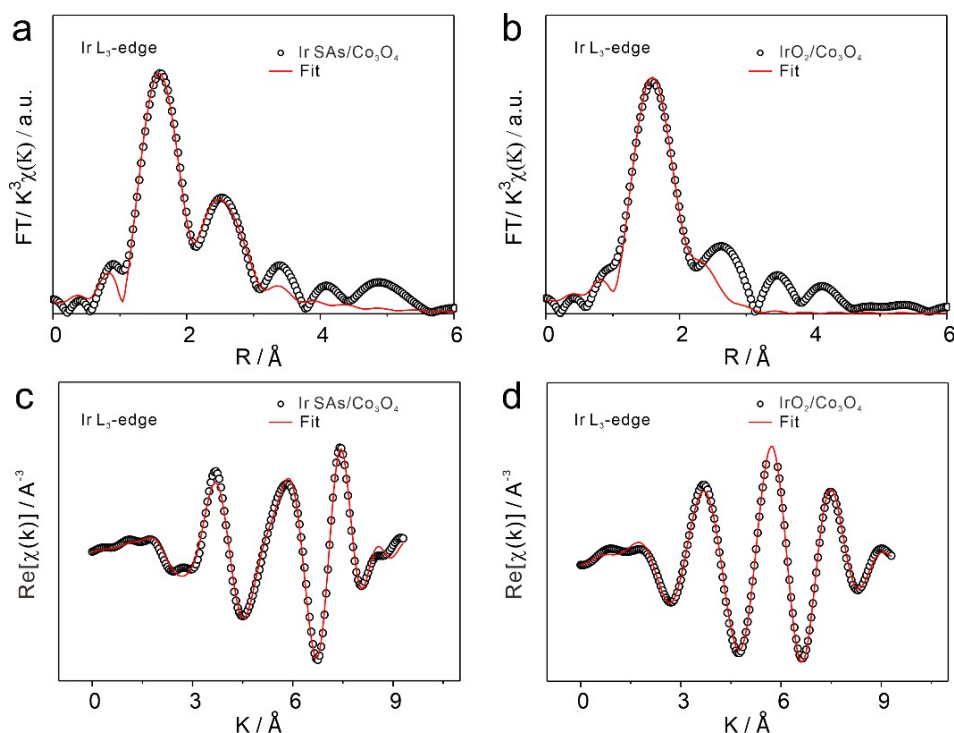 a
Ir L₃-edge
Ir SAs/Co₃O₄
Fit
FT/ K³χ(K) / a.u.
0 2 4 6
R / Å
b
Ir L₃-edge
IrO₂/Co₃O₄
Fit
FT/ K³χ(K) / a.u.
0 2 4 6
R / Å
c
Ir L₃-edge
Ir SAs/Co₃O₄
Fit
Re[χ(k)] / A⁻³
0 3 6 9
K / Å
d
Ir L₃-edge
IrO₂/Co₃O₄
Fit
Re[χ(k)] / A⁻³
0 3 6 9
K / Å